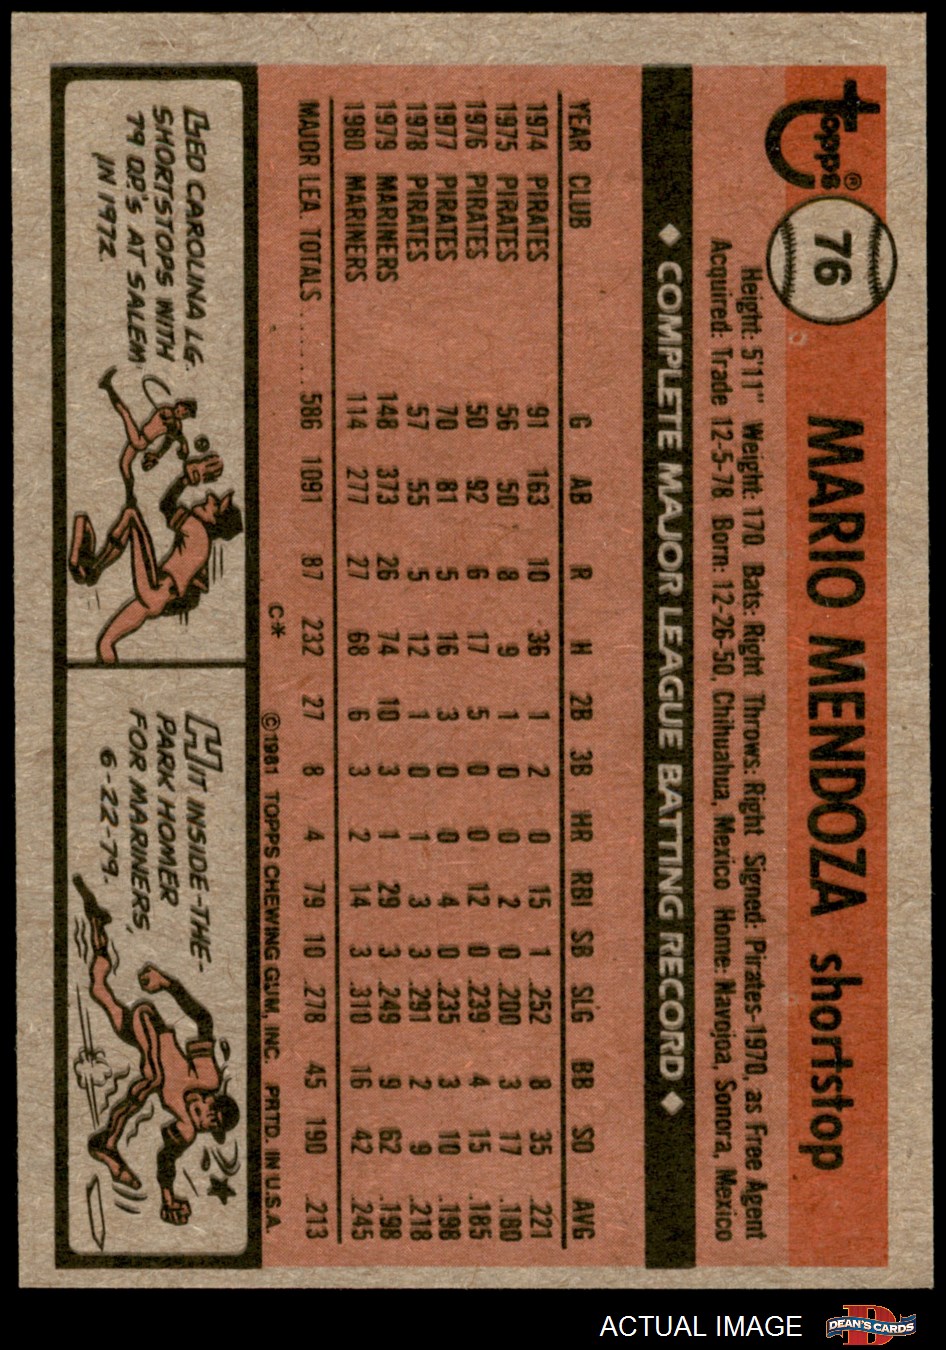 Topps®
76
MARIO MENDOZA shortstop
Height: 5'11" Weight: 170. Bats: Right Throws: Right Signed: Pirates-1970, as Free Agent
Acquired: Trade 12-5-78 Born: 12-26-50, Chihuahua, Mexico Home: Navojoa, Sonora, Mexico
◆ COMPLETE MAJOR LEAGUE BATTING RECORD ◆
YEAR CLUB G AB R H 2B 3B HR RBI SB SLG BB SO AVG
1974 PIRATES 91 163 10 36 1 2 0 15 1 .252 8 35 .221
1975 PIRATES 56 50 8 9 1 0 0 2 0 .200 3 17 .180
1976 PIRATES 50 92 6 17 5 0 0 12 0 .239 4 15 .185
1977 PIRATES 70 81 5 16 3 0 0 4 0 .235 3 10 .198
1978 PIRATES 57 55 5 12 1 0 1 3 3 .291 2 9 .218
1979 MARINERS 148 373 26 74 10 3 1 29 3 .249 9 62 .198
1980 MARINERS 114 277 27 68 6 3 2 14 3 .310 16 42 .245
MAJOR LEA. TOTALS...... 586 1091 87 232 27 8 4 79 10 .278 45 190 .213
C* ©1981 TOPPS CHEWING GUM, INC. PRTD. IN U.S.A.
LED CAROLINA LG.
SHORTSTOPS WITH
79 DP.'S AT SALEM
IN 1972.
HIT INSIDE-THE-
PARK HOMER
FOR MARINERS,
6-22-79.
ACTUAL IMAGE
D
DEAN'S CARDS